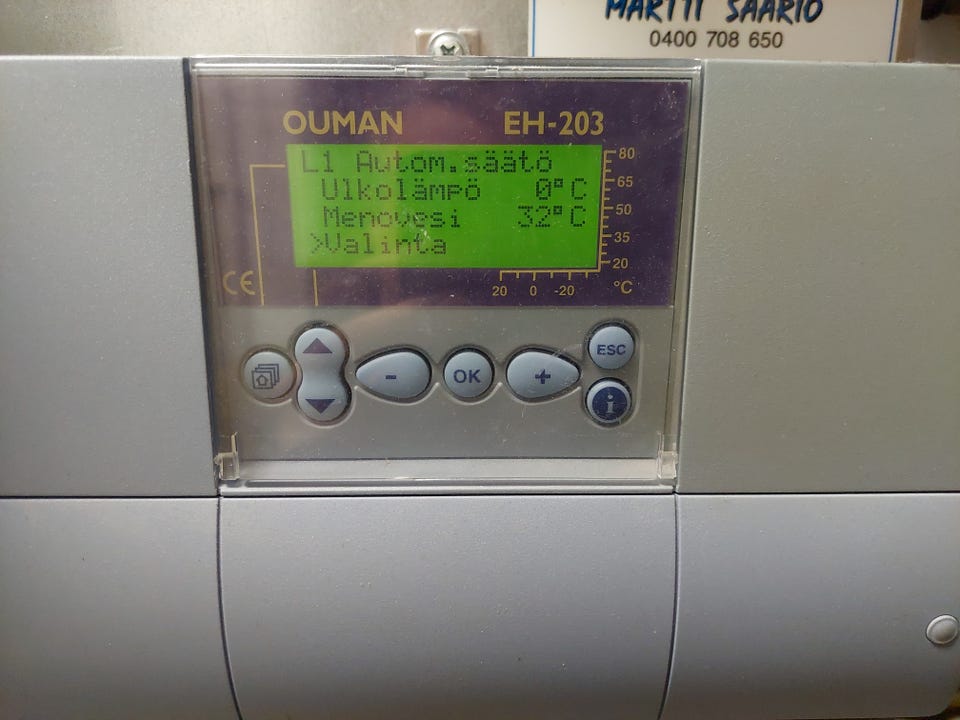 MARTTI SAARIO
0400 708 650
OUMAN EH-203
L1 Autom.säätö
Ulkolämpö 0°C
Menovesi 32°C
>Valinta
80
65
50
35
20
20 0 -20 °C
CE
- OK +
ESC
i